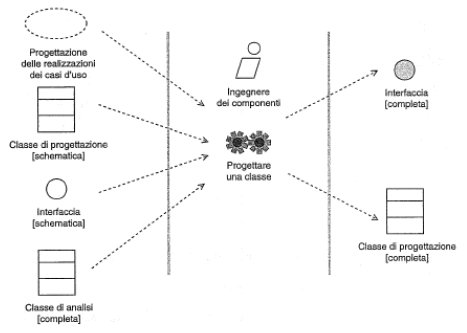 Progettazione
delle realizzazioni
dei casi d'uso
Classe di progettazione
[schematica]
Interfaccia
[schematica]
Classe di analisi
[completa]
Ingegnere
dei componenti
Progettare
una classe
Interfaccia
[completa]
Classe di progettazione
[completa]